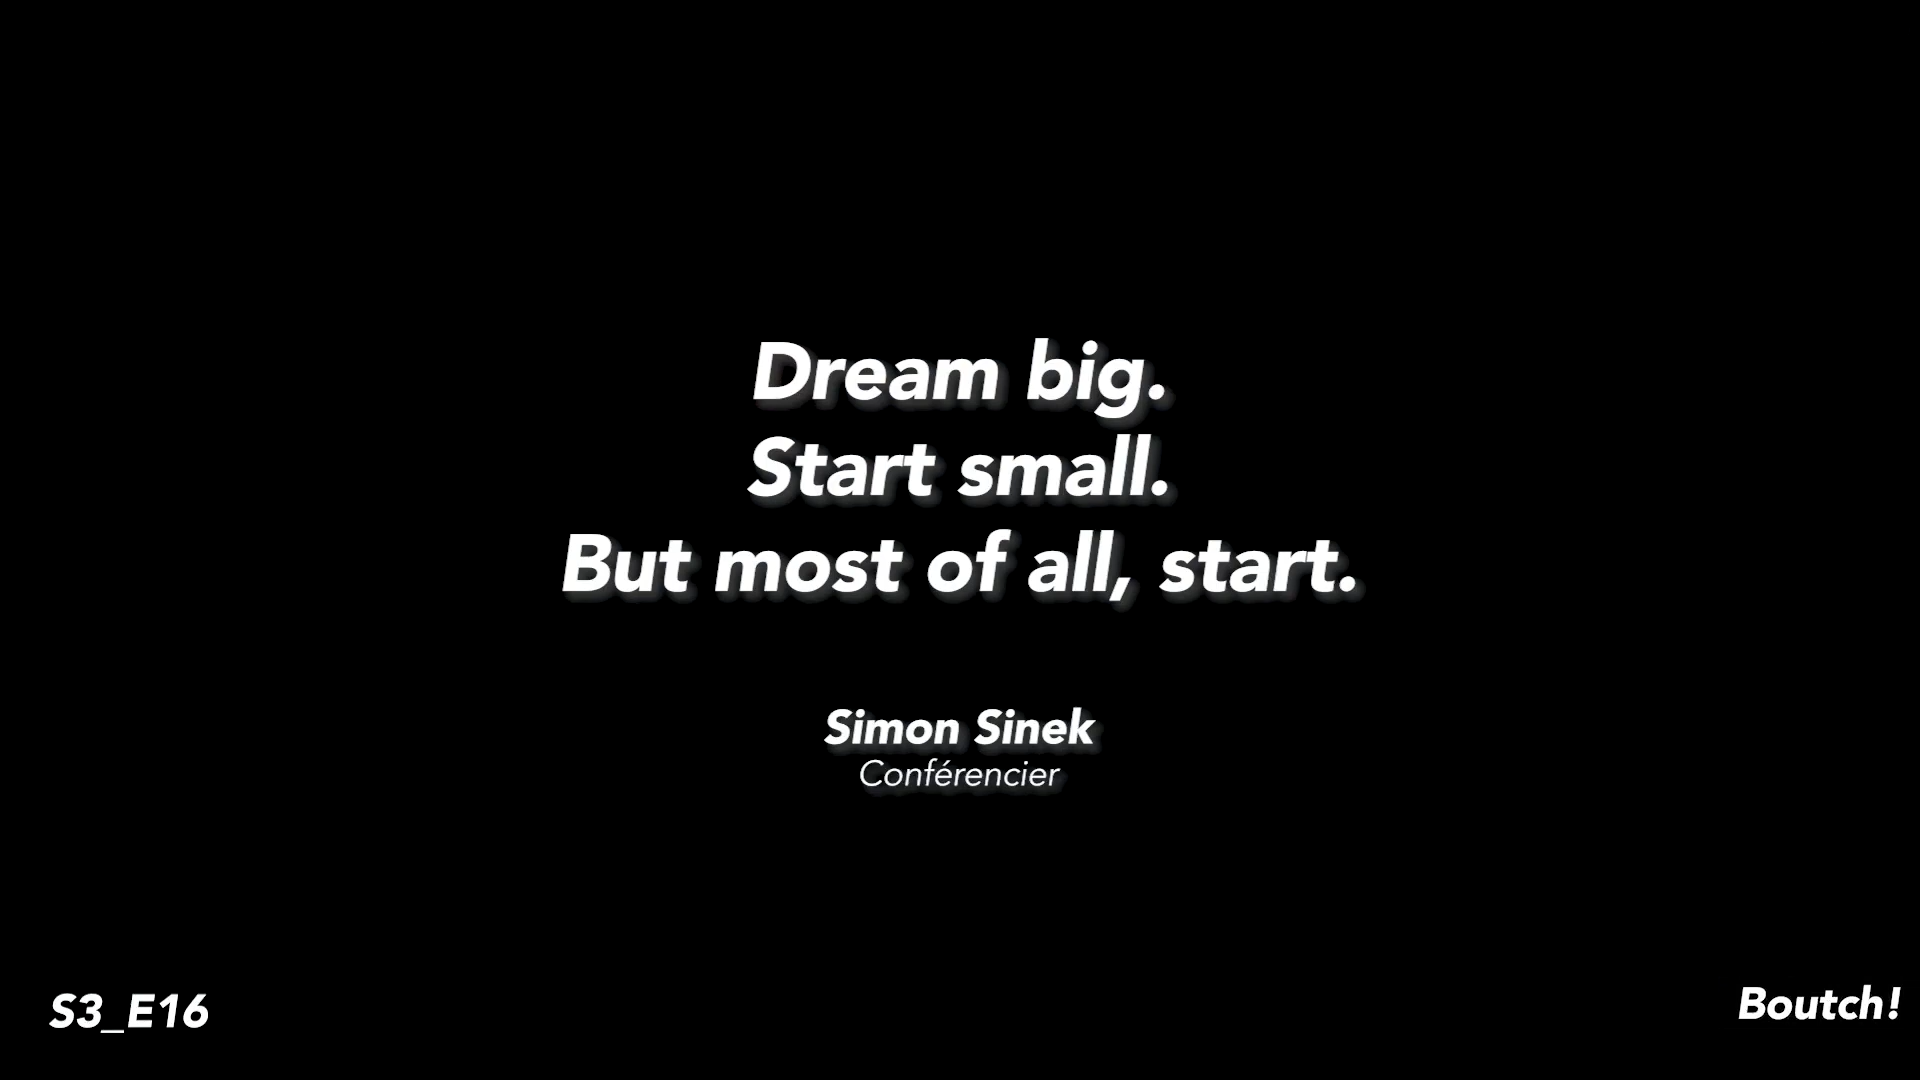 Dream big.
Start small.
But most of all, start.
Simon Sinek
Conférencier
S3_E16
Boutch!